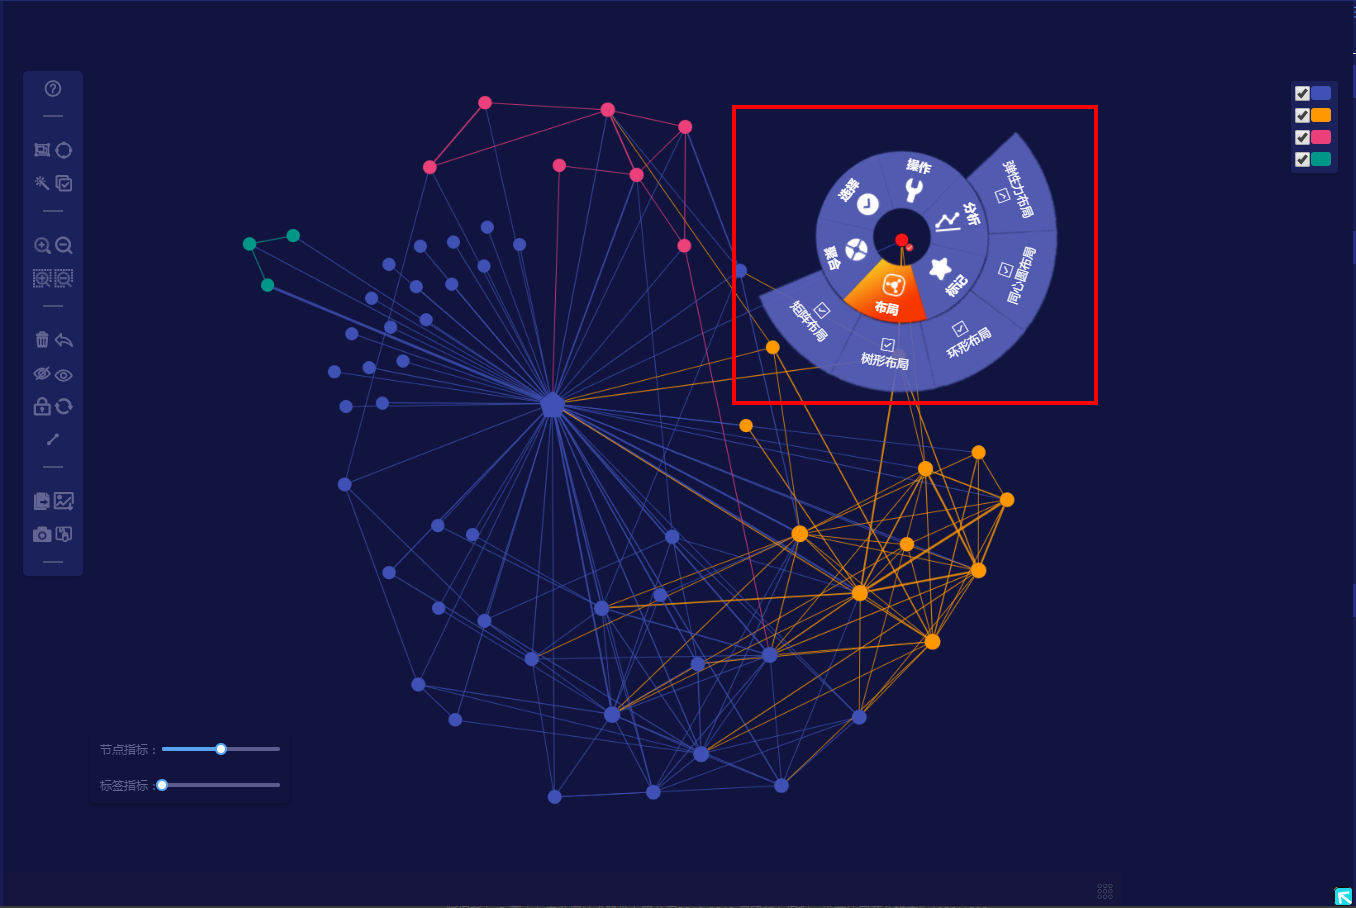 操作
选择
分析
弹性力布局
聚合
标记
同心圆布局
布局
矩阵布局
树形布局
环形布局
节点指标：
标签指标：